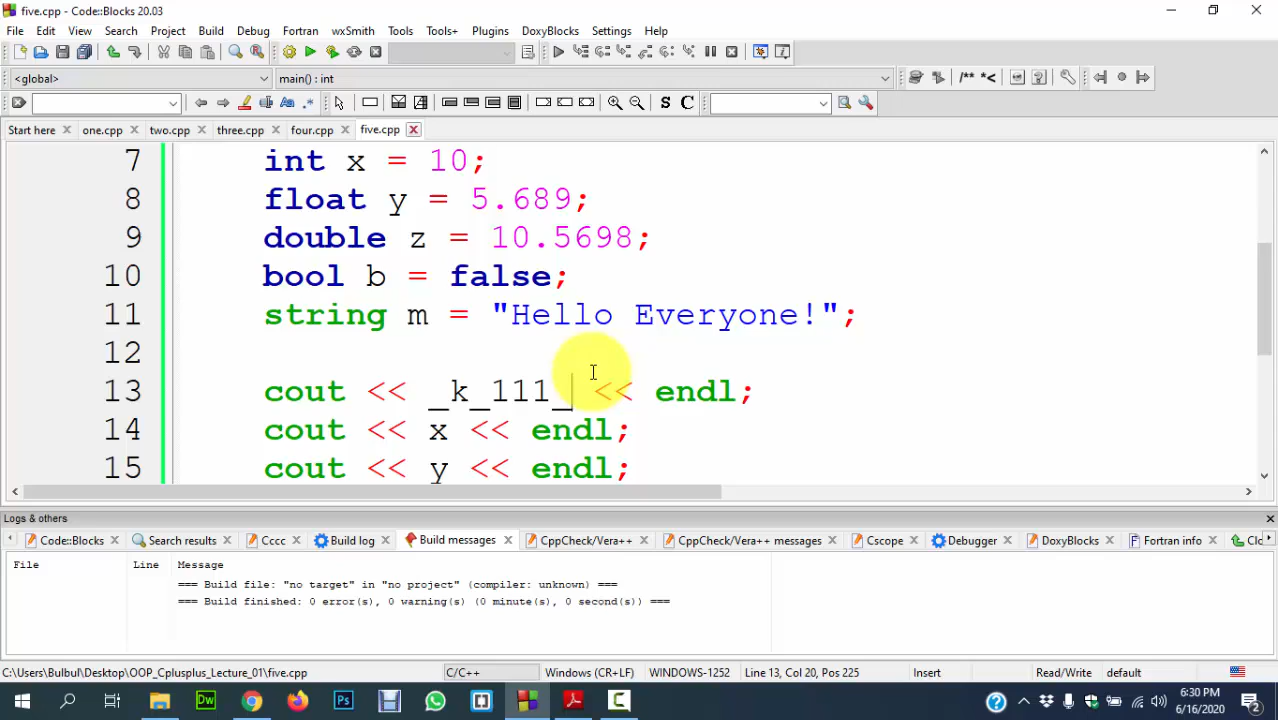 five.cpp - Code::Blocks 20.03
File Edit View Search Project Build Debug Fortran wxSmith Tools Tools+ Plugins DoxyBlocks Settings Help
<global> main() : int
/** *<
S C
Start here one.cpp two.cpp three.cpp four.cpp five.cpp
7 int x = 10;
8 float y = 5.689;
9 double z = 10.5698;
10 bool b = false;
11 string m = "Hello Everyone!";
12
13 cout << _k_111_ << endl;
14 cout << x << endl;
15 cout << y << endl;
Logs & others
Code::Blocks Search results Cccc Build log Build messages CppCheck/Vera++ CppCheck/Vera++ messages Cscope Debugger DoxyBlocks Fortran info Clo
File Line Message
=== Build file: "no target" in "no project" (compiler: unknown) ===
=== Build finished: 0 error(s), 0 warning(s) (0 minute(s), 0 second(s)) ===
C:\Users\Bulbul\Desktop\OOP_Cplusplus_Lecture_01\five.cpp C/C++ Windows (CR+LF) WINDOWS-1252 Line 13, Col 20, Pos 225 Insert Read/Write default
Dw Ps 6:30 PM
6/16/2020 2